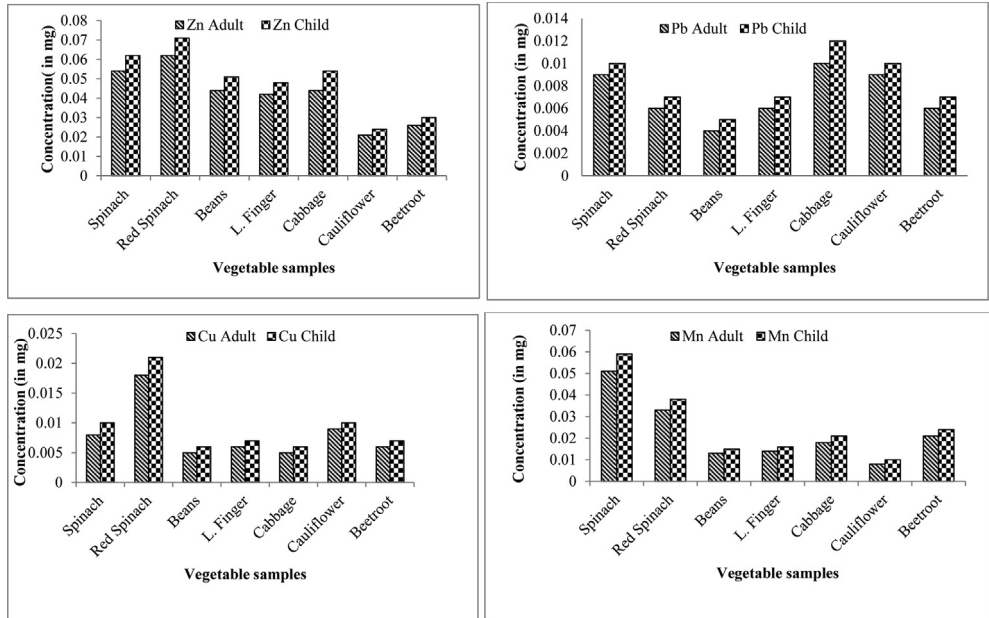 Zn Adult Zn Child
Concentration( in mg)
0.08
0.07
0.06
0.05
0.04
0.03
0.02
0.01
0
Spinach
Red Spinach
Beans
L. Finger
Cabbage
Cauliflower
Beetroot
Vegetable samples
Pb Adult Pb Child
Concentration (in mg)
0.014
0.012
0.01
0.008
0.006
0.004
0.002
0
Spinach
Red Spinach
Beans
L. Finger
Cabbage
Cauliflower
Beetroot
Vegetable samples
Cu Adult Cu Child
Concentration (in mg)
0.025
0.02
0.015
0.01
0.005
0
Spinach
Red Spinach
Beans
L. Finger
Cabbage
Cauliflower
Beetroot
Vegetable samples
Mn Adult Mn Child
Concentration (in mg)
0.07
0.06
0.05
0.04
0.03
0.02
0.01
0
Spinach
Red Spinach
Beans
L. Finger
Cabbage
Cauliflower
Beetroot
Vegetable samples